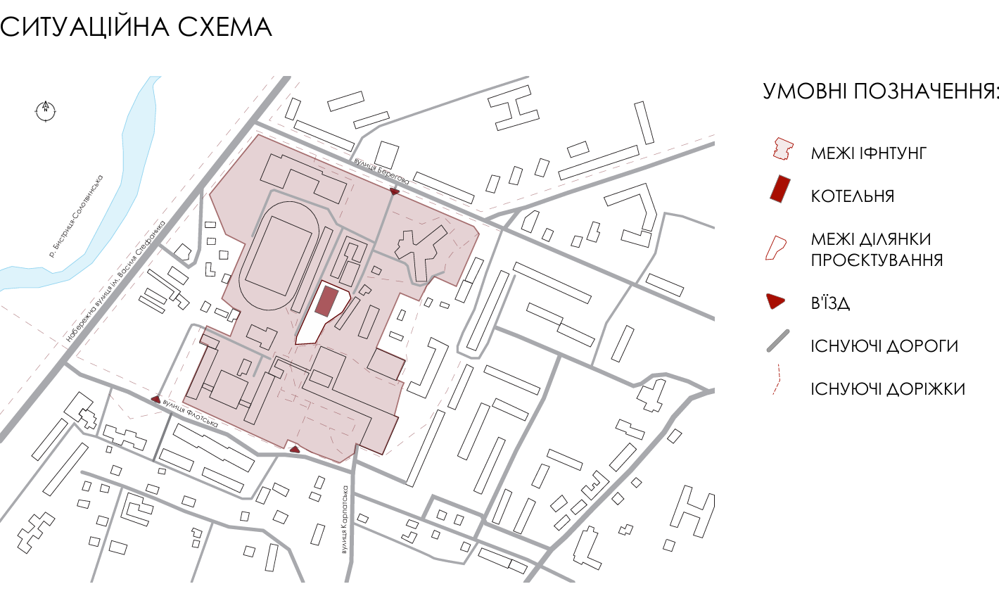 СИТУАЦІЙНА СХЕМА
УМОВНІ ПОЗНАЧЕННЯ:
N
МЕЖІ ІФНТУНГ
КОТЕЛЬНЯ
МЕЖІ ДІЛЯНКИ
ПРОЄКТУВАННЯ
В'ЇЗД
ІСНУЮЧІ ДОРОГИ
ІСНУЮЧІ ДОРІЖКИ
вулиця Берегова
р. Бистриця-Солотвинська
Набережна вулиця ім. Василя Стефаника
вулиця Флотська
вулиця Карпатська